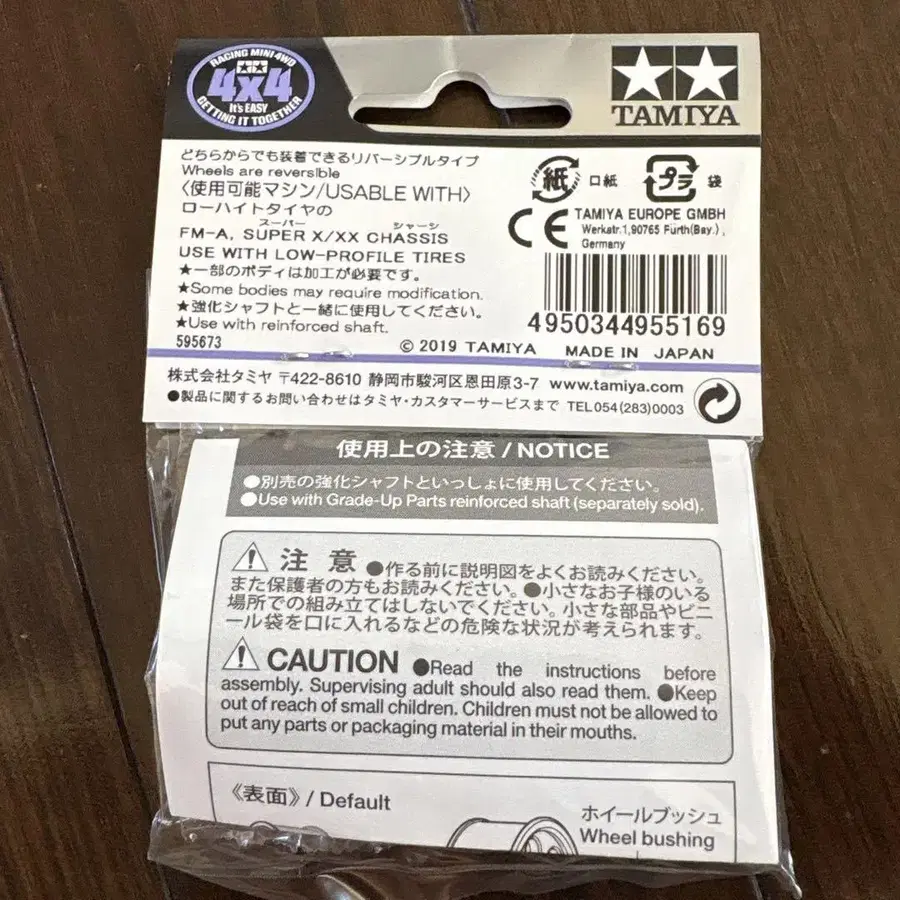 RACING MINI 4WD
4x4
It's EASY
GETTING IT TOGETHER
TAMIYA
どちらからでも装着できるリバーシブルタイプ
Wheels are reversible
〈使用可能マシン/USABLE WITH〉
ローハイトタイヤの
スーパー シャーシ
FM-A, SUPER X/XX CHASSIS
USE WITH LOW-PROFILE TIRES
★一部のボディは加工が必要です。
★Some bodies may require modification.
★強化シャフトと一緒に使用してください。
★Use with reinforced shaft.
595673
紙 口紙 プラ 袋
CE TAMIYA EUROPE GMBH
Werkstr.1,90765 Fürth(Bay.),
Germany
4950344955169
© 2019 TAMIYA MADE IN JAPAN
株式会社タミヤ 〒422-8610 静岡市駿河区恩田原3-7 www.tamiya.com
●製品に関するお問い合わせはタミヤ・カスタマーサービスまで TEL054(283)0003
使用上の注意/NOTICE
●別売の強化シャフトといっしょに使用してください。
●Use with Grade-Up Parts reinforced shaft (separately sold).
注意 ●作る前に説明図をよくお読みください。
また保護者の方もお読みください。●小さなお子様のいる
場所での組み立てはしないでください。小さな部品やビニ
ール袋を口に入れるなどの危険な状況が考えられます。
CAUTION ●Read the instructions before
assembly. Supervising adult should also read them. ●Keep
out of reach of small children. Children must not be allowed to
put any parts or packaging material in their mouths.
《表面》/ Default
ホイールブッシュ
Wheel bushing